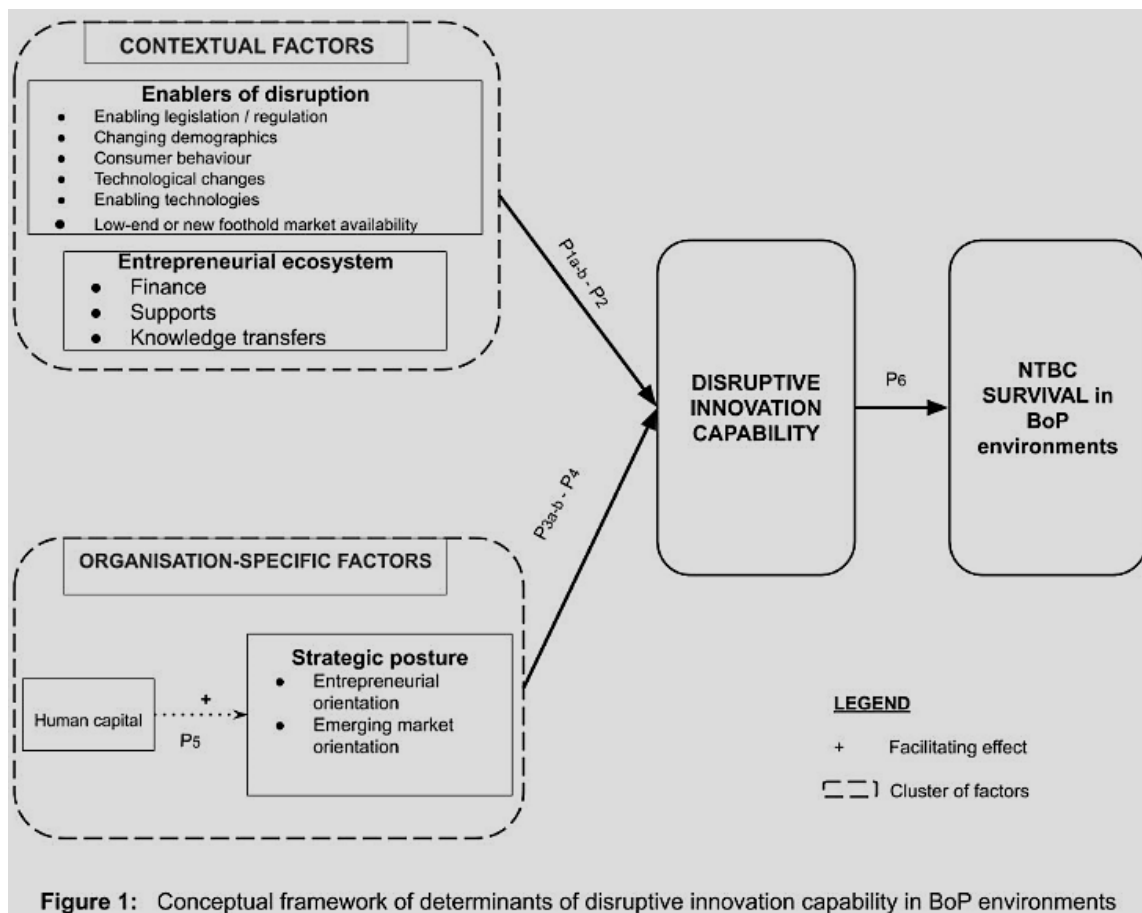 CONTEXTUAL FACTORS
Enablers of disruption
● Enabling legislation / regulation
● Changing demographics
● Consumer behaviour
● Technological changes
● Enabling technologies
● Low-end or new foothold market availability
Entrepreneurial ecosystem
● Finance
● Supports
● Knowledge transfers
P1a-b - P2
DISRUPTIVE
INNOVATION
CAPABILITY
P6
NTBC
SURVIVAL in
BoP
environments
P3a-b - P4
ORGANISATION-SPECIFIC FACTORS
Human capital
+
P5
Strategic posture
● Entrepreneurial
orientation
● Emerging market
orientation
LEGEND
+ Facilitating effect
Cluster of factors
Figure 1: Conceptual framework of determinants of disruptive innovation capability in BoP environments